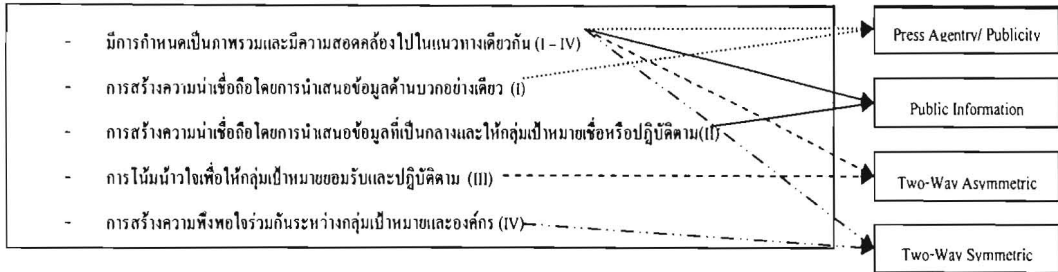 - มีการกำหนดเป็นภาพรวมและมีความสอดคล้องไปในแนวทางเดียวกัน (I - IV)
- การสร้างความน่าเชื่อถือโดยการนำเสนอข้อมูลด้านบวกอย่างเดียว (I)
- การสร้างความน่าเชื่อถือโดยการนำเสนอข้อมูลที่เป็นกลางและให้กลุ่มเป้าหมายเชื่อหรือปฏิบัติตาม(II)
- การโน้มน้าวใจเพื่อให้กลุ่มเป้าหมายยอมรับและปฏิบัติตาม (III)
- การสร้างความพึงพอใจร่วมกันระหว่างกลุ่มเป้าหมายและองค์กร (IV)
Press Agentry/ Publicity
Public Information
Two-Way Asymmetric
Two-Way Symmetric